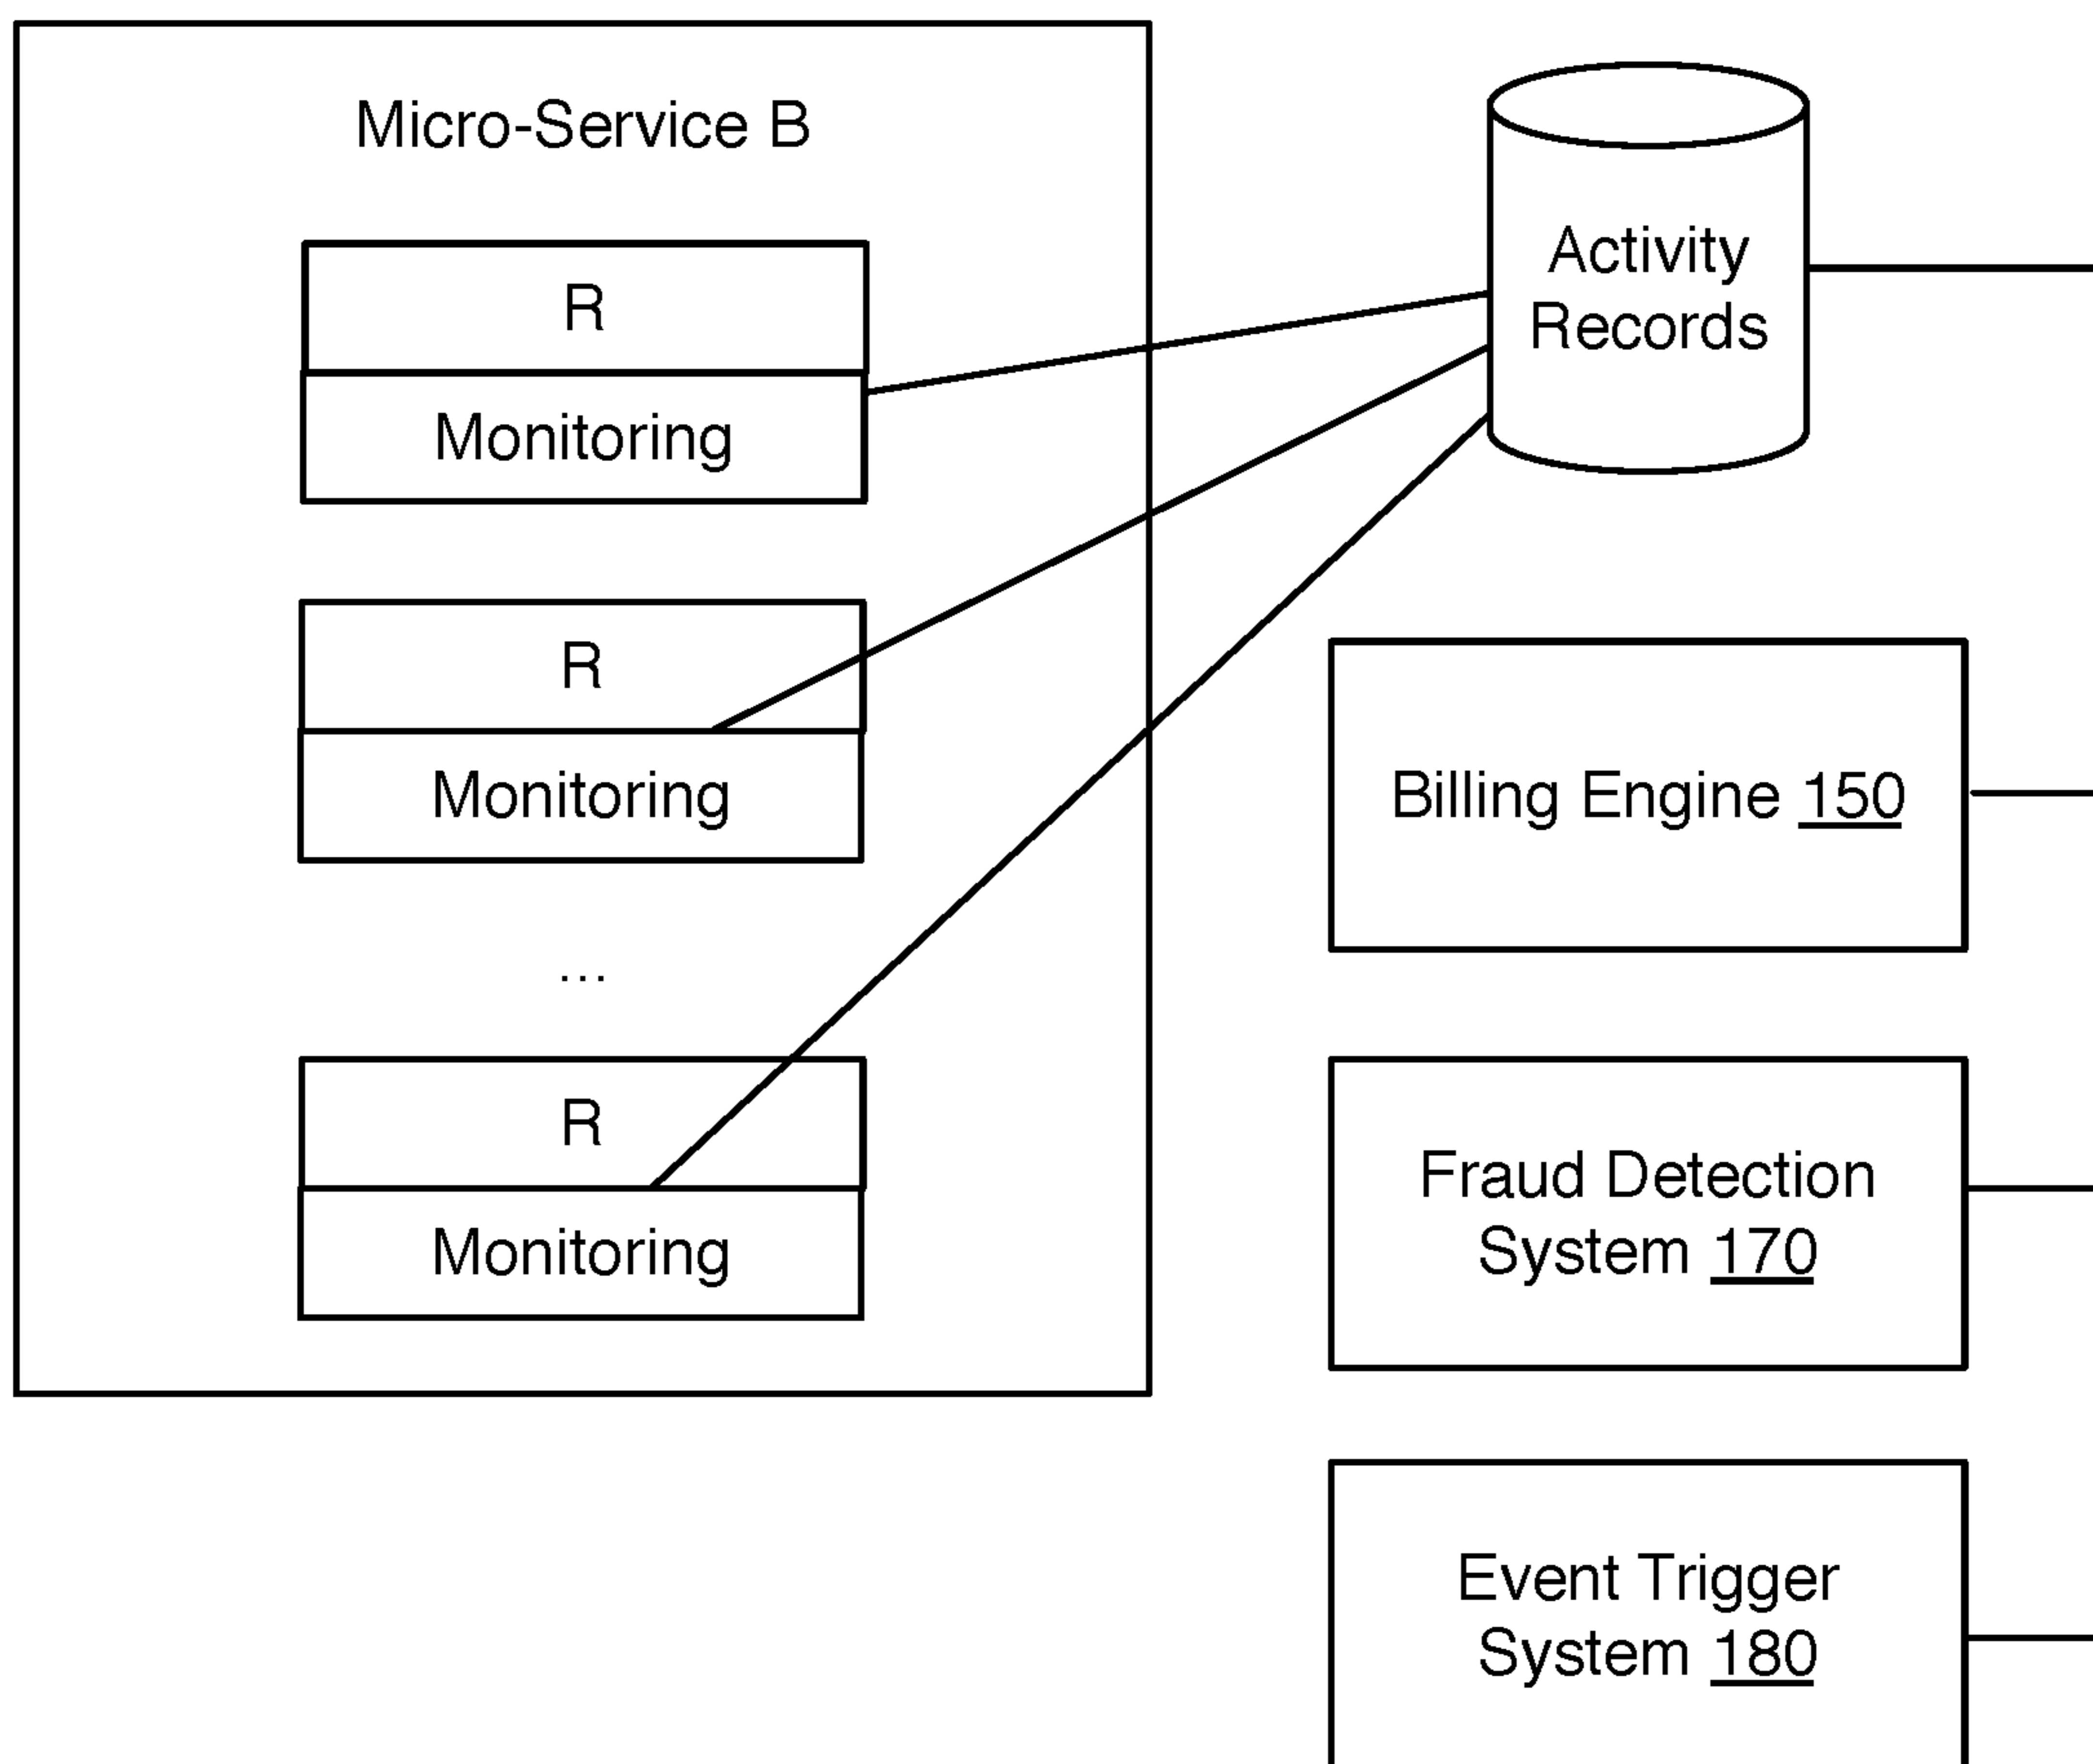 Micro-Service B
R
Monitoring
R
Monitoring
...
R
Monitoring
Activity
Records
Billing Engine 150
Fraud Detection
System 170
Event Trigger
System 180